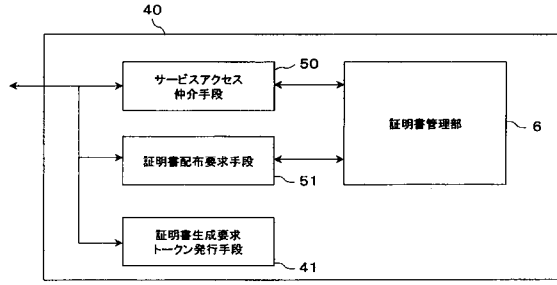 40
50
サービスアクセス
仲介手段
証明書管理部
6
証明書配布要求手段
51
証明書生成要求
トークン発行手段
41